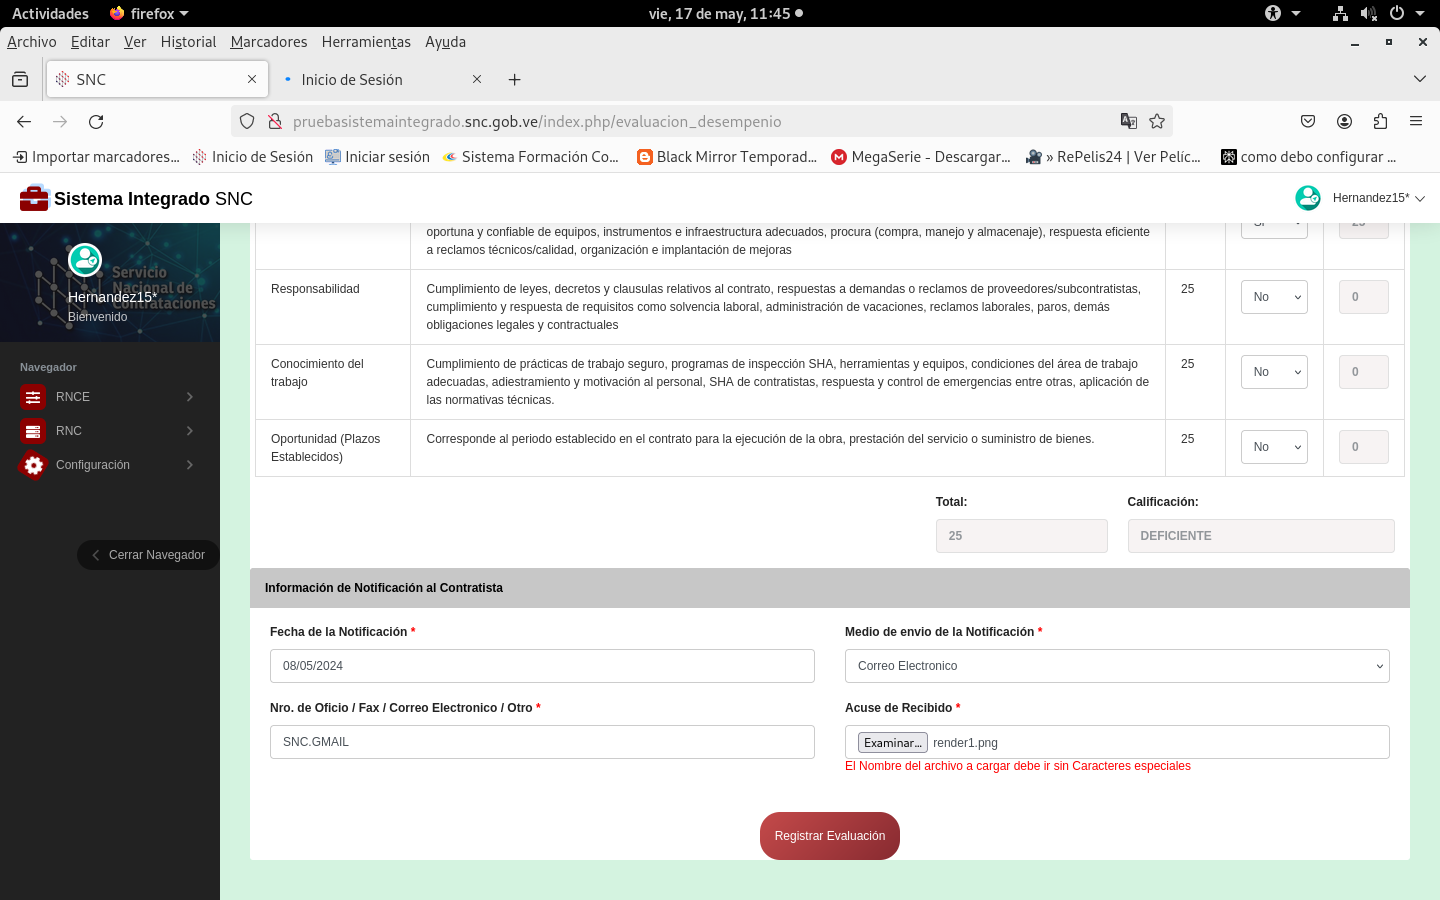 Actividades firefox vie, 17 de may, 11:45
Archivo Editar Ver Historial Marcadores Herramientas Ayuda
SNC Inicio de Sesión
pruebasistemaintegrado.snc.gob.ve/index.php/evaluacion_desempenio
Importar marcadores... Inicio de Sesión Iniciar sesión Sistema Formación Co... Black Mirror Temporad... MegaSerie - Descargar... » RePelis24 | Ver Pelíc... como debo configurar ...
Sistema Integrado SNC Hernandez15*
Servicio
Nacional de
Contrataciones
Hernandez15*
Bienvenido
Navegador
RNCE
RNC
Configuración
Cerrar Navegador
oportuna y confiable de equipos, instrumentos e infraestructura adecuados, procura (compra, manejo y almacenaje), respuesta eficiente
a reclamos técnicos/calidad, organización e implantación de mejoras
Responsabilidad
Cumplimiento de leyes, decretos y clausulas relativos al contrato, respuestas a demandas o reclamos de proveedores/subcontratistas,
cumplimiento y respuesta de requisitos como solvencia laboral, administración de vacaciones, reclamos laborales, paros, demás
obligaciones legales y contractuales
25 No 0
Conocimiento del
trabajo
Cumplimiento de prácticas de trabajo seguro, programas de inspección SHA, herramientas y equipos, condiciones del área de trabajo
adecuadas, adiestramiento y motivación al personal, SHA de contratistas, respuesta y control de emergencias entre otras, aplicación de
las normativas técnicas.
25 No 0
Oportunidad (Plazos
Establecidos)
Corresponde al periodo establecido en el contrato para la ejecución de la obra, prestación del servicio o suministro de bienes.
25 No 0
Total: Calificación:
25 DEFICIENTE
Información de Notificación al Contratista
Fecha de la Notificación * Medio de envio de la Notificación *
08/05/2024 Correo Electronico
Nro. de Oficio / Fax / Correo Electronico / Otro * Acuse de Recibido *
SNC.GMAIL Examinar... render1.png
El Nombre del archivo a cargar debe ir sin Caracteres especiales
Registrar Evaluación